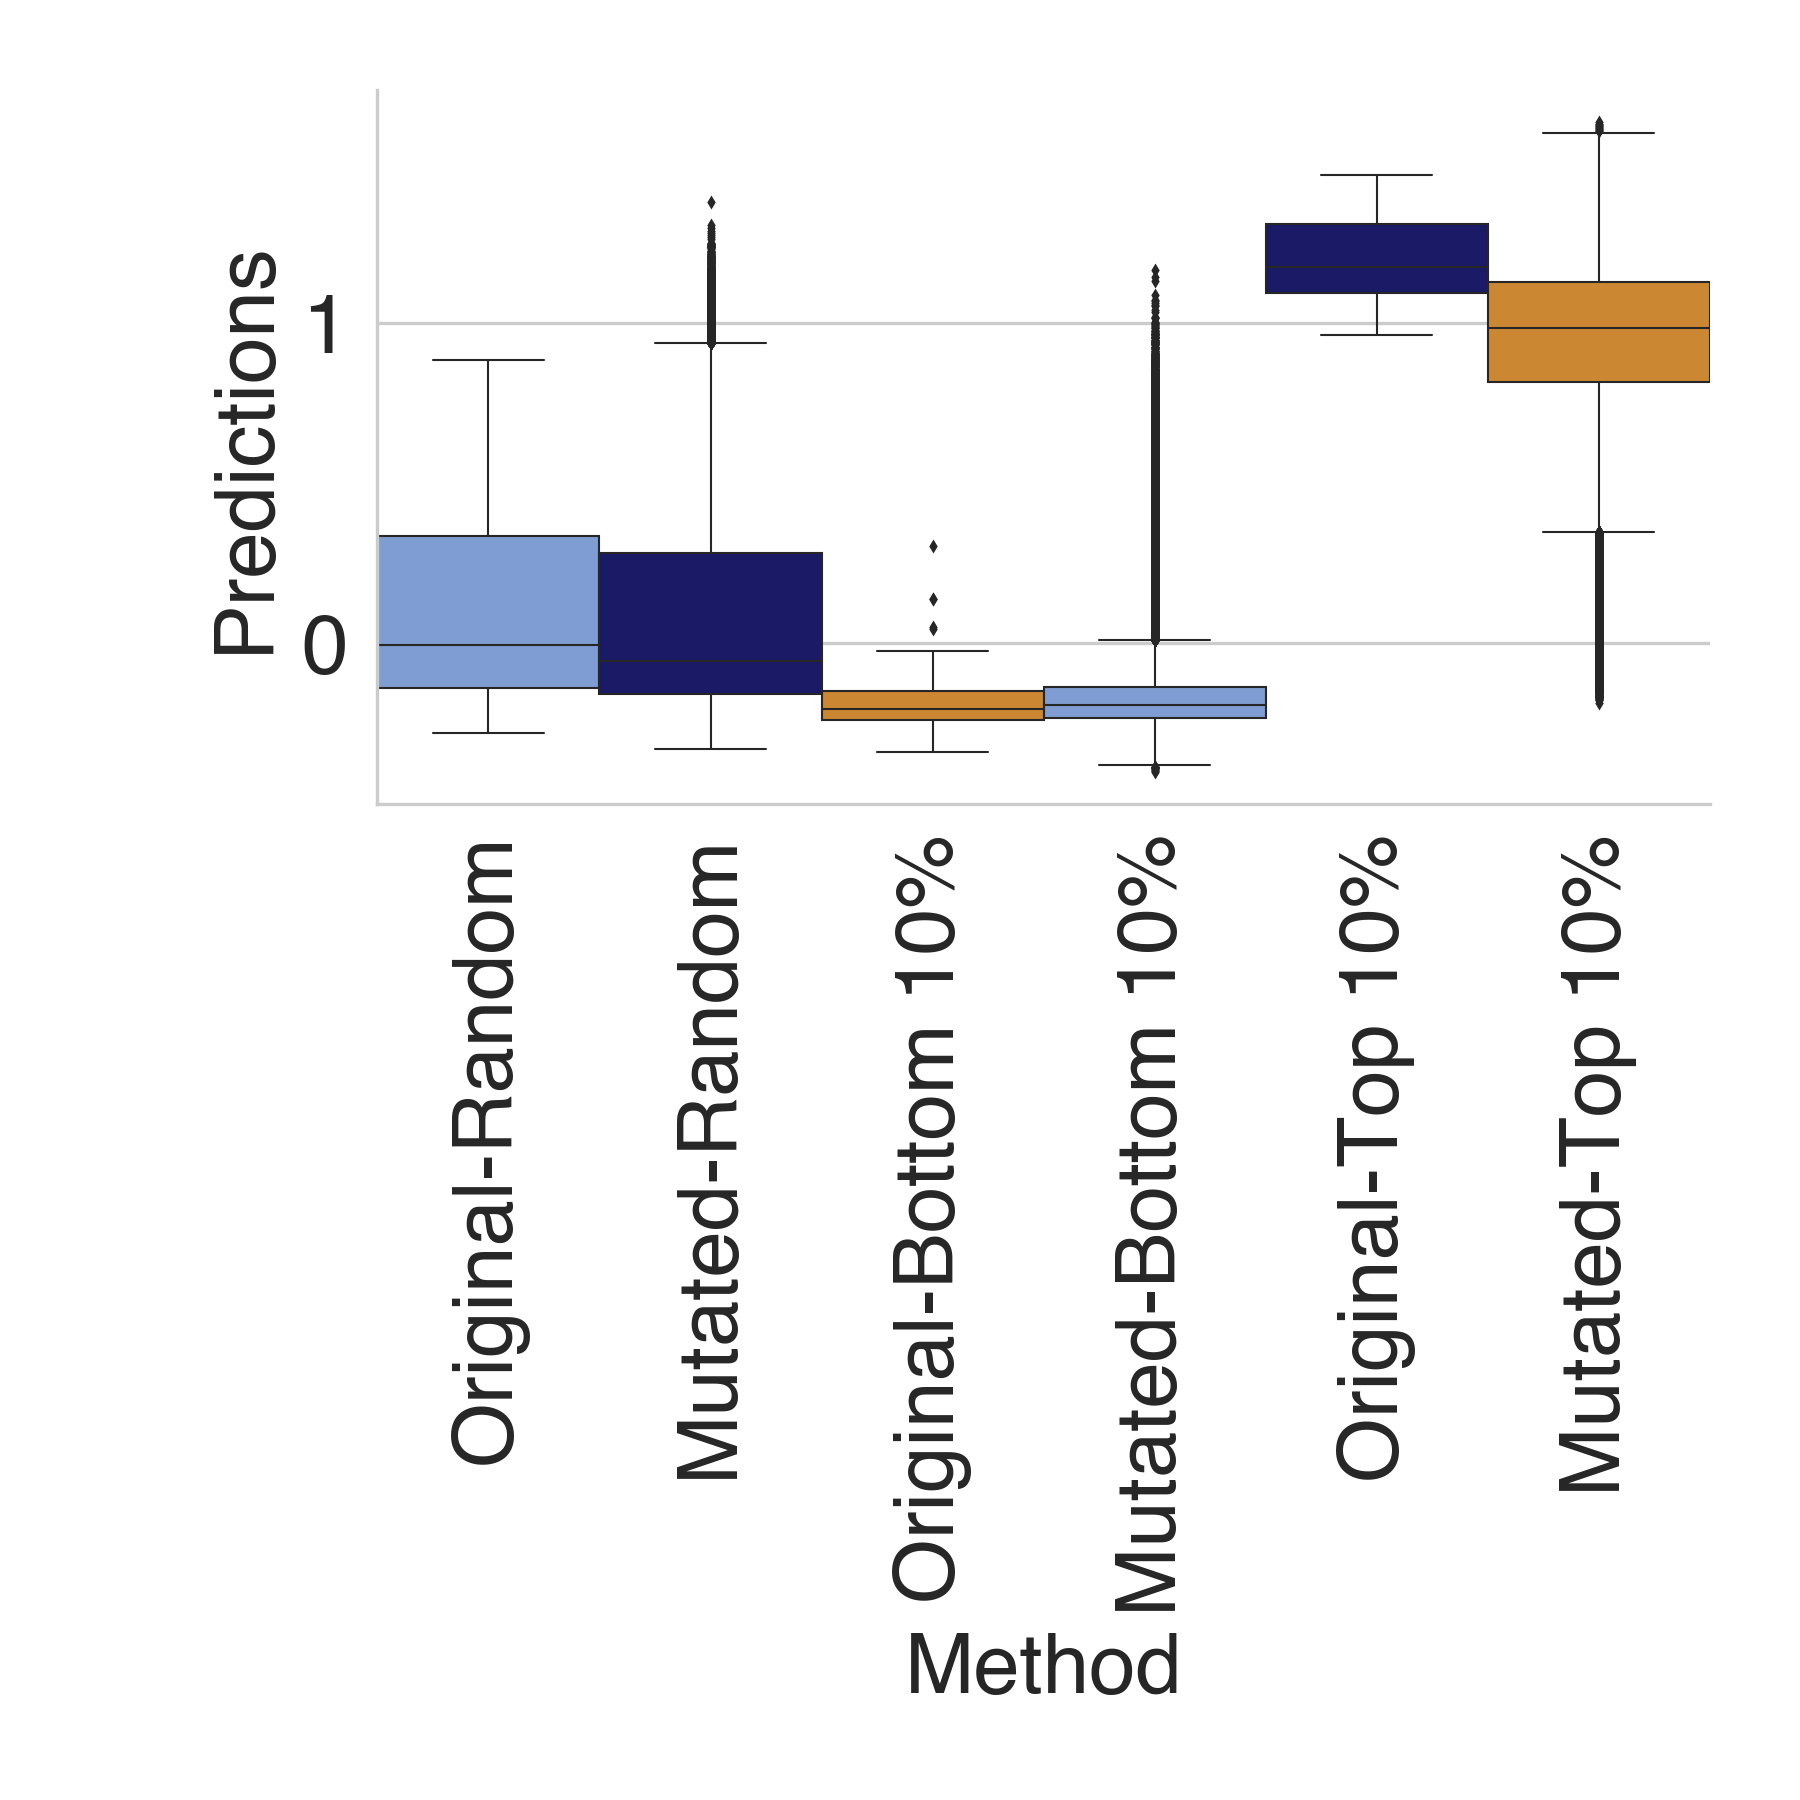 Predictions
1
0
Original-Random
Mutated-Random
Original-Bottom 10%
Mutated-Bottom 10%
Original-Top 10%
Mutated-Top 10%
Method